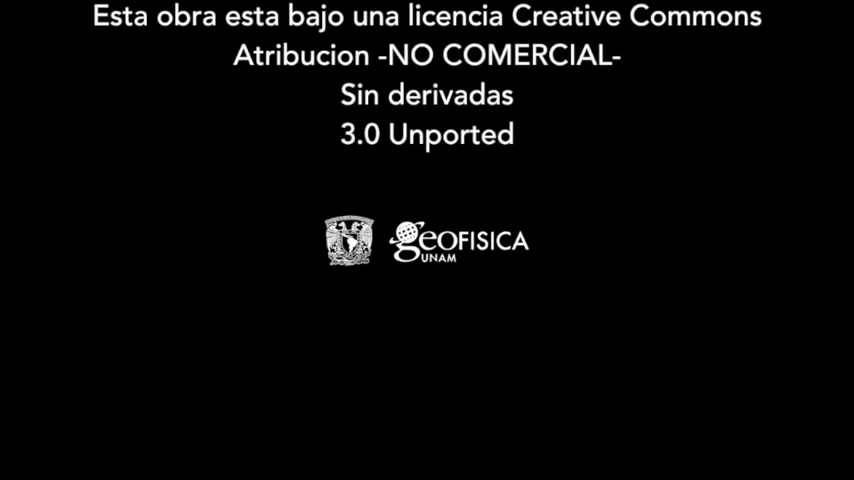 Esta obra esta bajo una licencia Creative Commons
Atribucion -NO COMERCIAL-
Sin derivadas
3.0 Unported
geoFISICA
UNAM